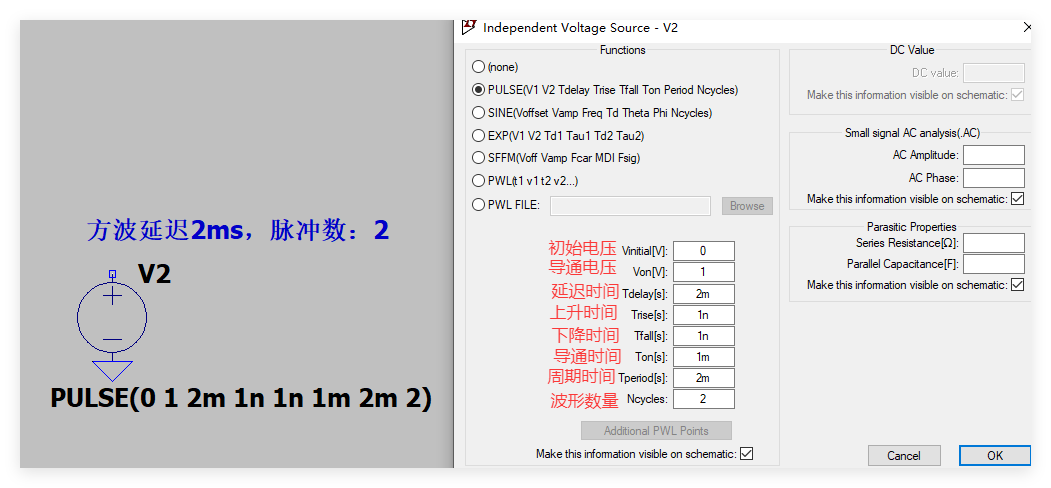 方波延迟2ms，脉冲数：2
V2
PULSE(0 1 2m 1n 1n 1m 2m 2)
Independent Voltage Source - V2
Functions
(none)
PULSE(V1 V2 Tdelay Trise Tfall Ton Period Ncycles)
SINE(Voffset Vamp Freq Td Theta Phi Ncycles)
EXP(V1 V2 Td1 Tau1 Td2 Tau2)
SFFM(Voff Vamp Fcar MDI Fsig)
PWL(t1 v1 t2 v2...)
PWL FILE: Browse
初始电压 Vinitial[V]: 0
导通电压 Von[V]: 1
延迟时间 Tdelay[s]: 2m
上升时间 Trise[s]: 1n
下降时间 Tfall[s]: 1n
导通时间 Ton[s]: 1m
周期时间 Tperiod[s]: 2m
波形数量 Ncycles: 2
Additional PWL Points
Make this information visible on schematic:
DC Value
DC value:
Make this information visible on schematic:
Small signal AC analysis(.AC)
AC Amplitude:
AC Phase:
Make this information visible on schematic:
Parasitic Properties
Series Resistance[Ω]:
Parallel Capacitance[F]:
Make this information visible on schematic:
Cancel OK